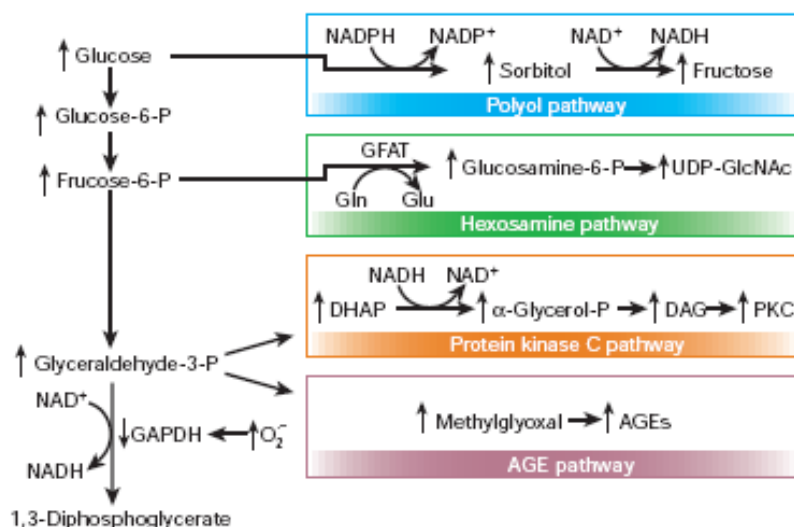 ↑ Glucose
↑ Glucose-6-P
↑ Frucose-6-P
↑ Glyceraldehyde-3-P
NAD⁺
↓GAPDH ← ↑O₂⁻
NADH
1,3-Diphosphoglycerate
NADPH NADP⁺ NAD⁺ NADH
↑ Sorbitol → ↑ Fructose
Polyol pathway
GFAT
↑ Glucosamine-6-P → ↑ UDP-GlcNAc
Gln Glu
Hexosamine pathway
NADH NAD⁺
↑ DHAP → ↑ α-Glycerol-P → ↑ DAG → ↑ PKC
Protein kinase C pathway
↑ Methylglyoxal → ↑ AGEs
AGE pathway